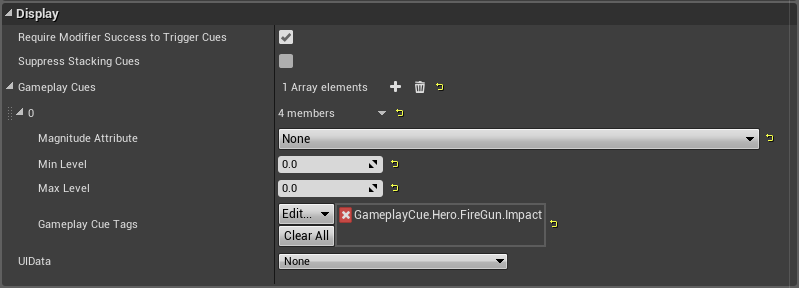 Display
Require Modifier Success to Trigger Cues
Suppress Stacking Cues
Gameplay Cues 1 Array elements
0 4 members
Magnitude Attribute None
Min Level 0.0
Max Level 0.0
Gameplay Cue Tags Edit... GameplayCue.Hero.FireGun.Impact
Clear All
UIData None